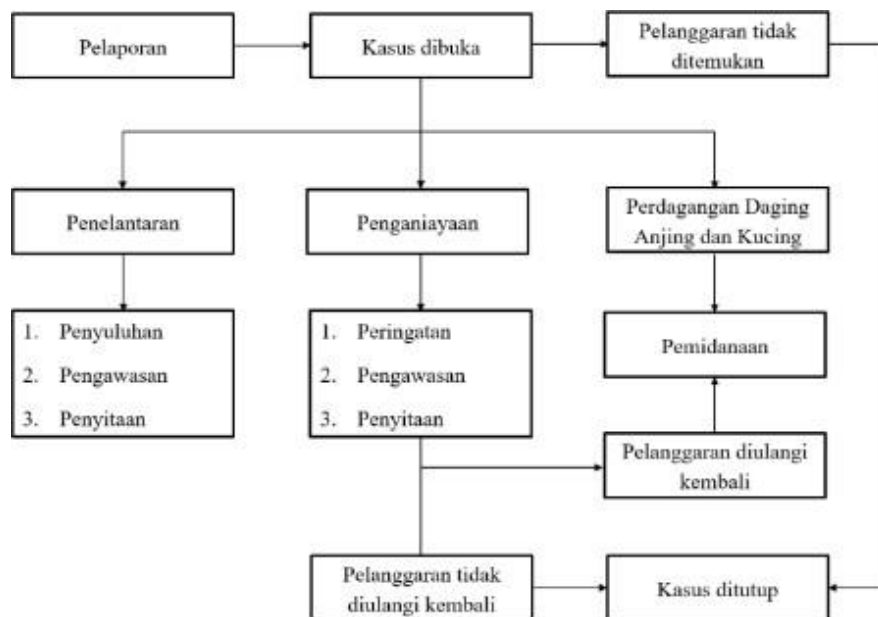 Pelaporan
Kasus dibuka
Pelanggaran tidak
ditemukan
Penelantaran
Penganiayaan
Perdagangan Daging
Anjing dan Kucing
1. Penyuluhan
2. Pengawasan
3. Penyitaan
1. Peringatan
2. Pengawasan
3. Penyitaan
Pemidanaan
Pelanggaran diulangi
kembali
Pelanggaran tidak
diulangi kembali
Kasus ditutup